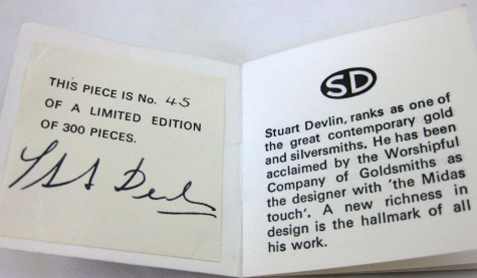 THIS PIECE IS No. 45
OF A LIMITED EDITION
OF 300 PIECES.
Devlin
SD
Stuart Devlin, ranks as one of
the great contemporary gold
and silversmiths. He has been
acclaimed by the Worshipful
Company of Goldsmiths as
the designer with 'the Midas
touch'. A new richness in
design is the hallmark of all
his work.